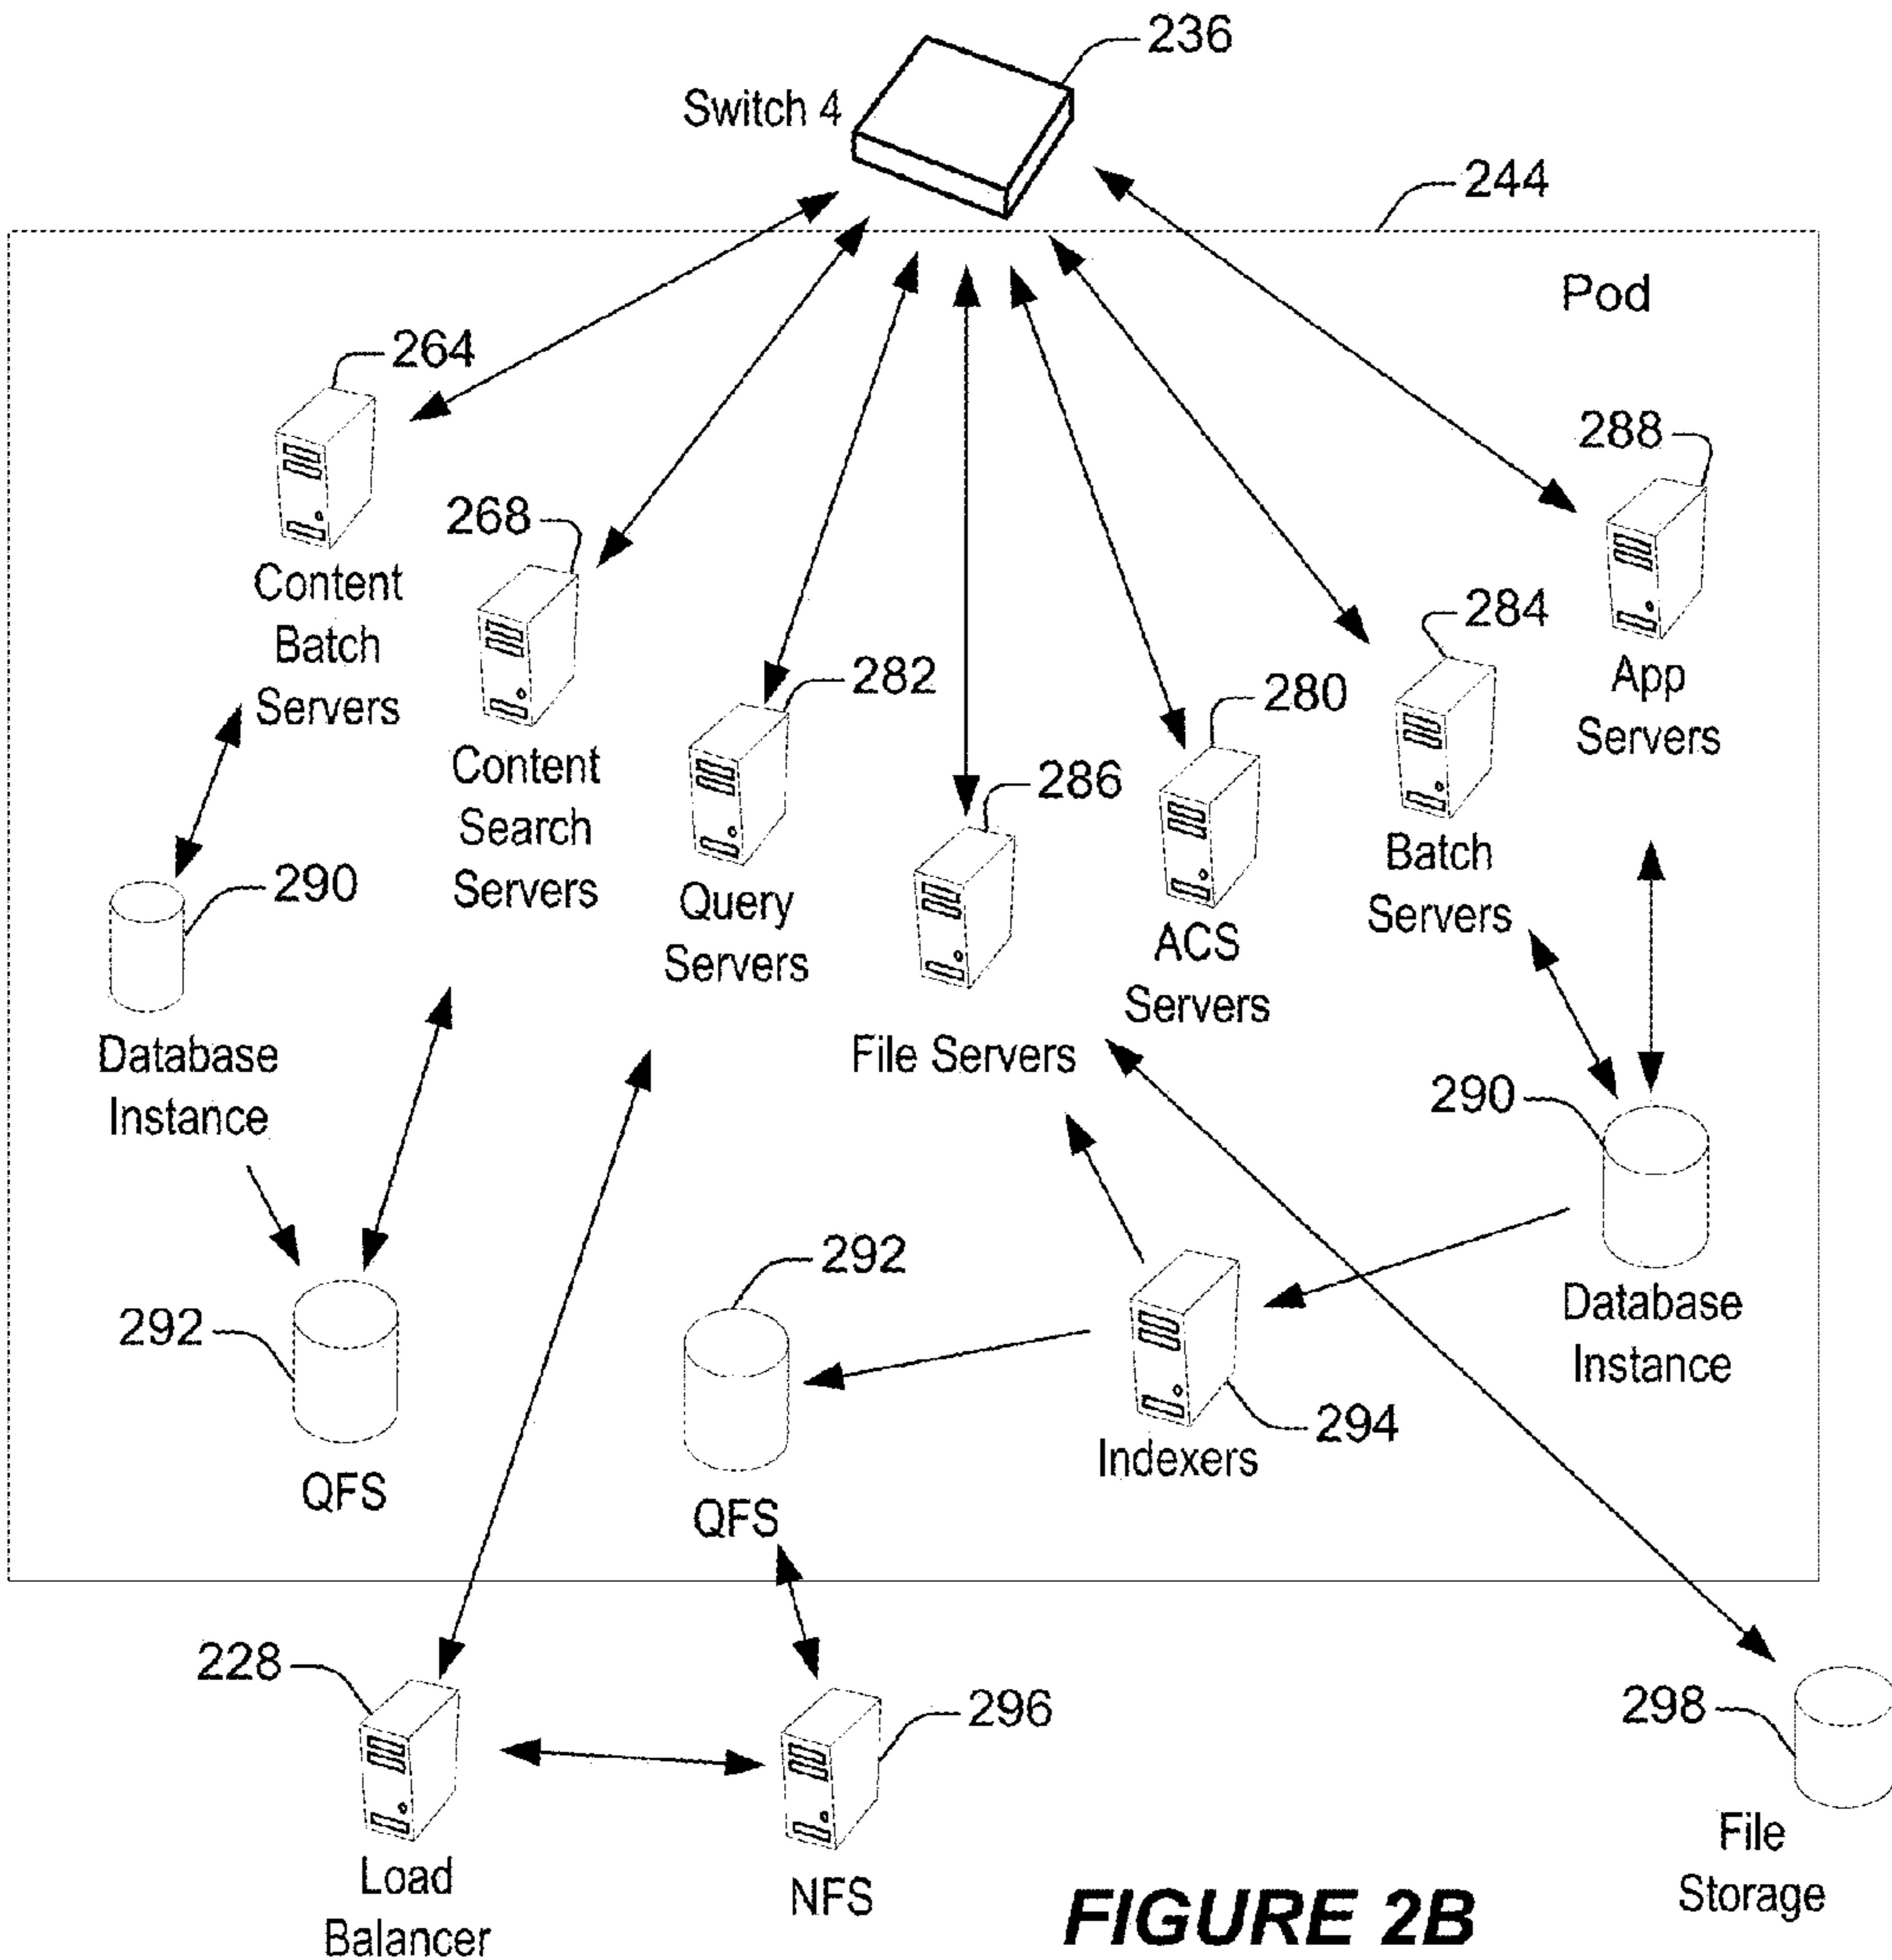 236
Switch 4
244
Pod
264
Content
Batch
Servers
268
Content
Search
Servers
282
Query
Servers
286
File Servers
280
ACS
Servers
284
Batch
Servers
288
App
Servers
290
Database
Instance
290
Database
Instance
292
QFS
292
QFS
294
Indexers
228
Load
Balancer
296
NFS
298
File
Storage
FIGURE 2B